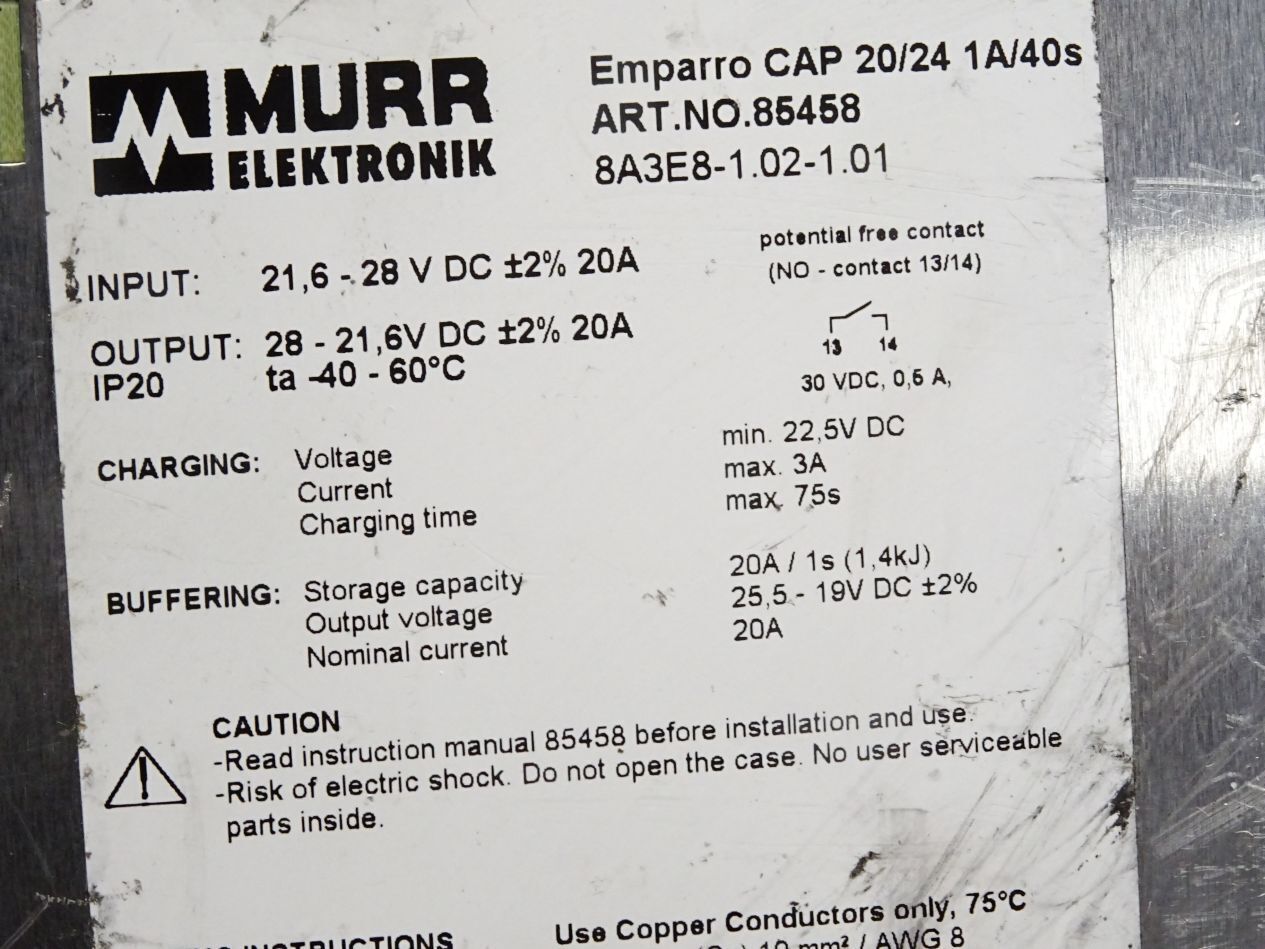 MURR
ELEKTRONIK
Emparro CAP 20/24 1A/40s
ART.NO.85458
8A3E8-1.02-1.01
INPUT: 21,6 - 28 V DC ±2% 20A
OUTPUT: 28 - 21,6V DC ±2% 20A
IP20 ta -40 - 60°C
potential free contact
(NO - contact 13/14)
13 14
30 VDC, 0,5 A,
CHARGING: Voltage min. 22,5V DC
Current max. 3A
Charging time max. 75s
BUFFERING: Storage capacity 20A / 1s (1,4kJ)
Output voltage 25,5 - 19V DC ±2%
Nominal current 20A
CAUTION
-Read instruction manual 85458 before installation and use.
-Risk of electric shock. Do not open the case. No user serviceable
parts inside.
INSTRUCTIONS Use Copper Conductors only, 75°C
10 mm² / AWG 8